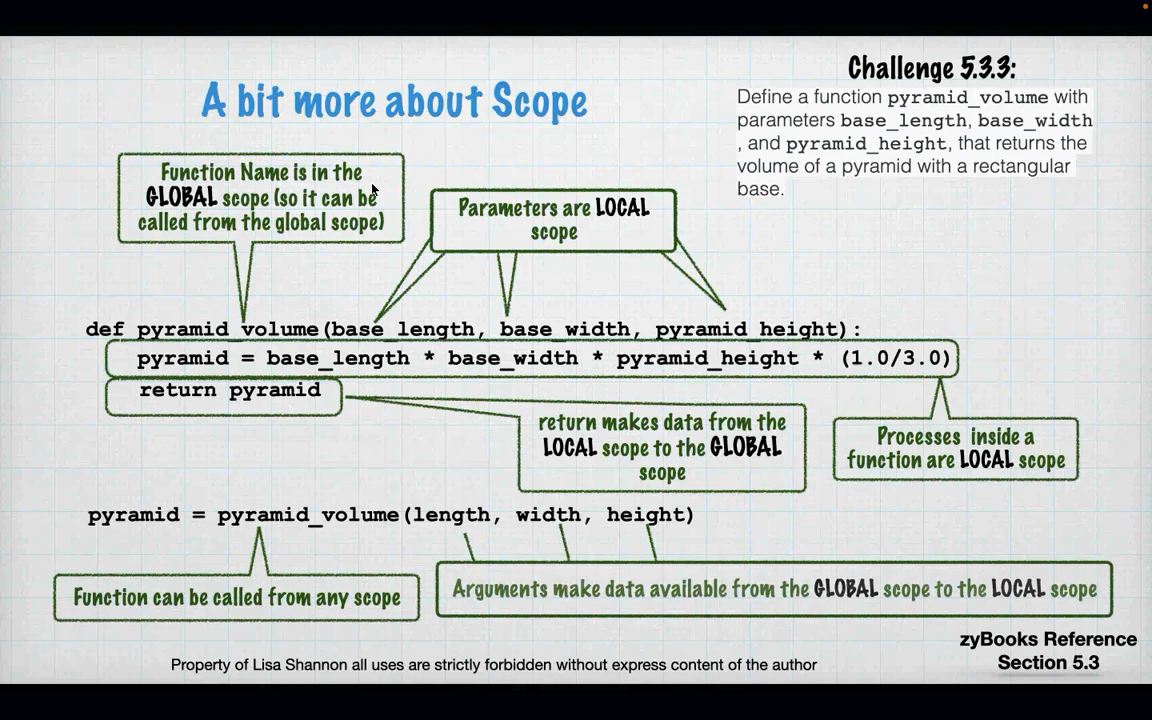 A bit more about Scope
Challenge 5.3.3:
Define a function pyramid_volume with
parameters base_length, base_width
, and pyramid_height, that returns the
volume of a pyramid with a rectangular
base.
Function Name is in the
GLOBAL scope (so it can be
called from the global scope)
Parameters are LOCAL
scope
def pyramid_volume(base_length, base_width, pyramid_height):
pyramid = base_length * base_width * pyramid_height * (1.0/3.0)
return pyramid
return makes data from the
LOCAL scope to the GLOBAL
scope
Processes inside a
function are LOCAL scope
pyramid = pyramid_volume(length, width, height)
Function can be called from any scope
Arguments make data available from the GLOBAL scope to the LOCAL scope
zyBooks Reference
Section 5.3
Property of Lisa Shannon all uses are strictly forbidden without express content of the author